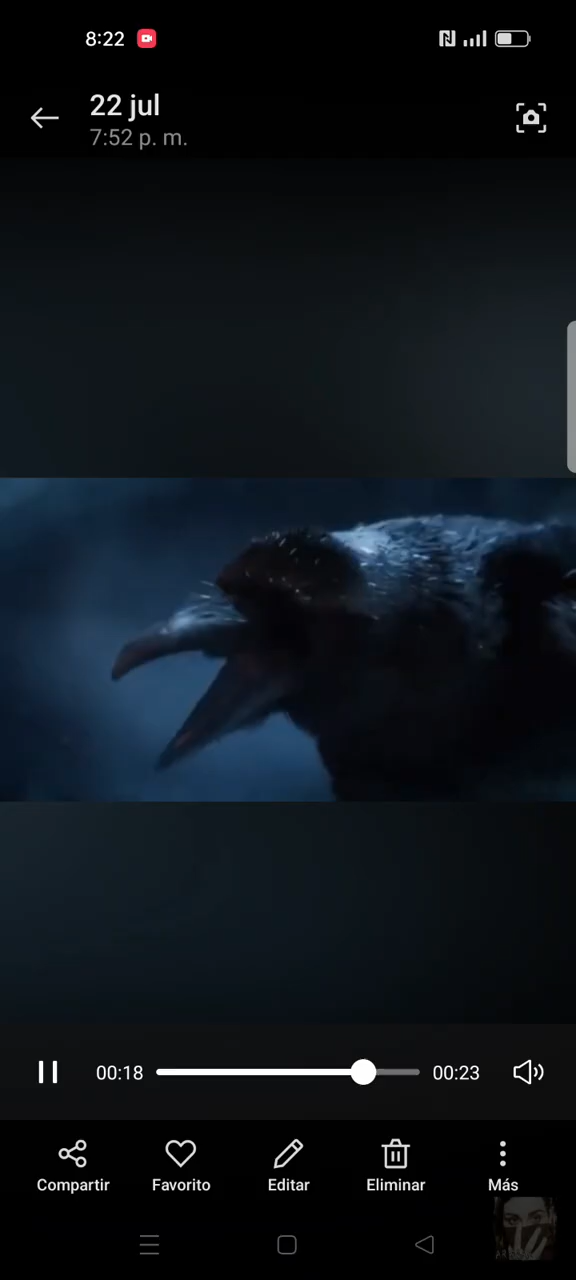 8:22
22 jul
7:52 p. m.
00:18
00:23
Compartir
Favorito
Editar
Eliminar
Más